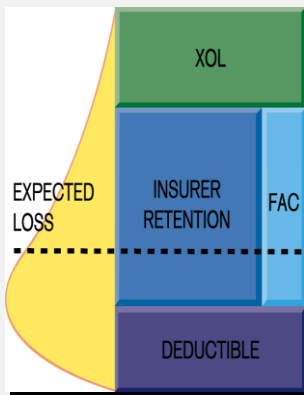 XOL
EXPECTED
LOSS
INSURER
RETENTION
FAC
DEDUCTIBLE